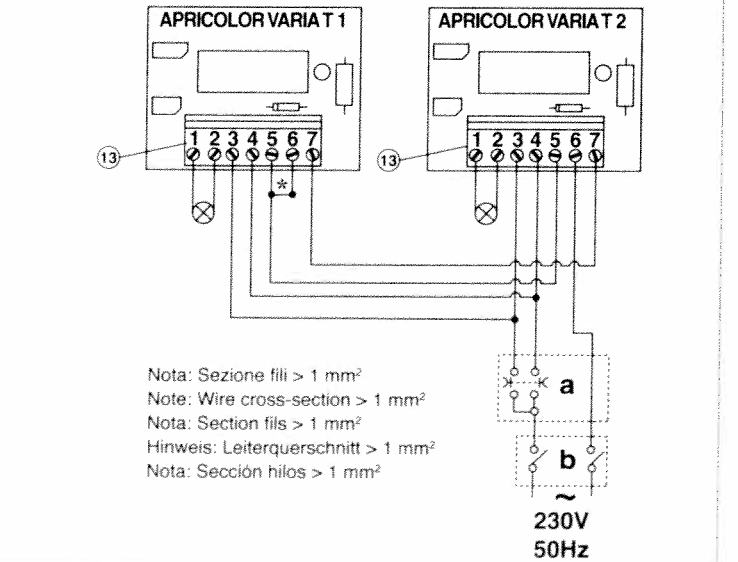 APRICOLOR VARIA T 1
APRICOLOR VARIA T 2
1 2 3 4 5 6 7
1 2 3 4 5 6 7
13
13
*
Nota: Sezione fili > 1 mm²
Note: Wire cross-section > 1 mm²
Nota: Section fils > 1 mm²
Hinweis: Leiterquerschnitt > 1 mm²
Nota: Sección hilos > 1 mm²
a
b
~
230V
50Hz